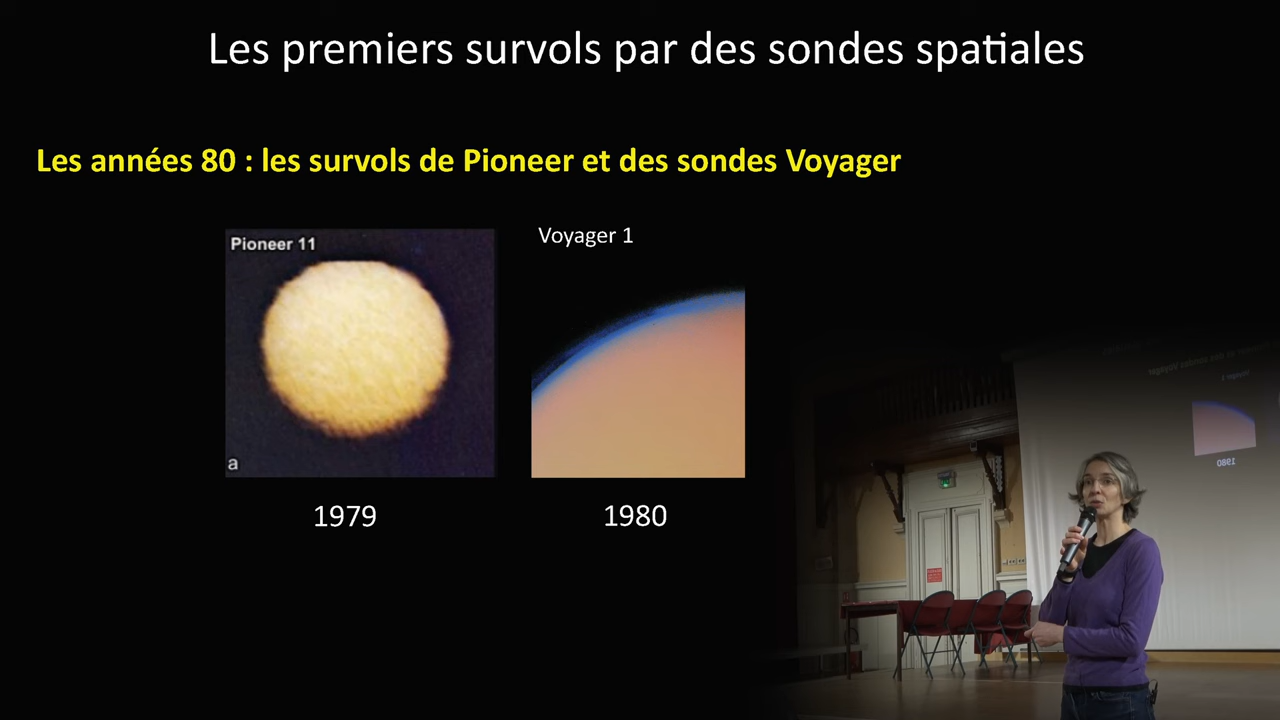 Les premiers survols par des sondes spatiales
Les années 80 : les survols de Pioneer et des sondes Voyager
Pioneer 11
Voyager 1
a
1979
1980